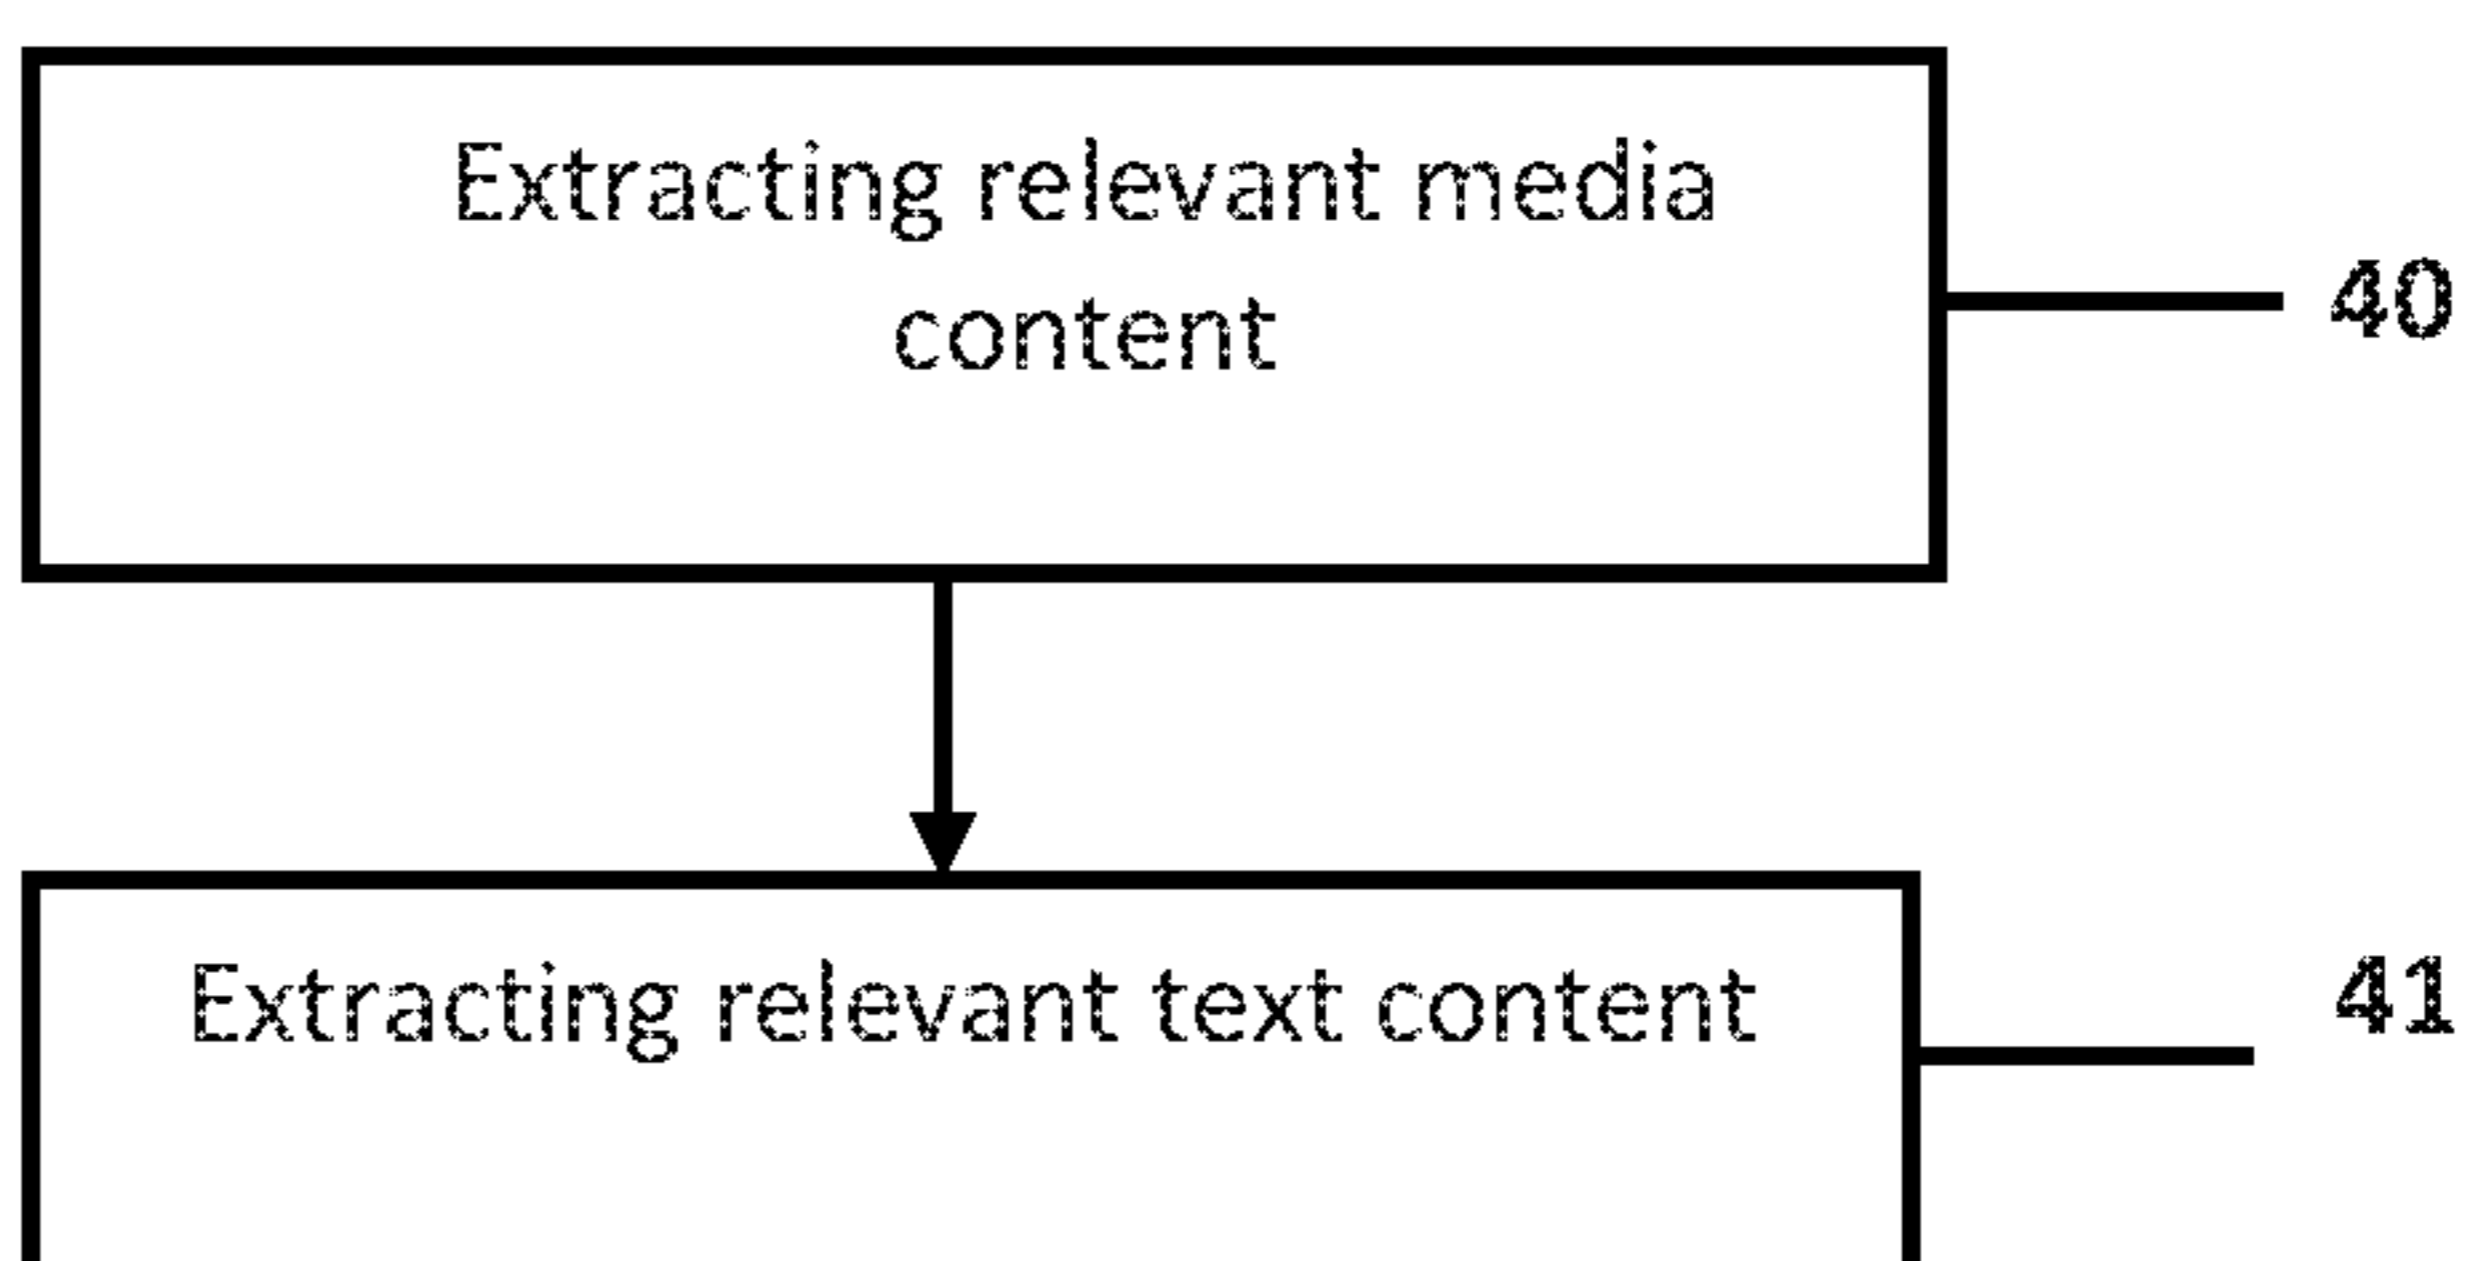 Extracting relevant media
content
40
Extracting relevant text content
41